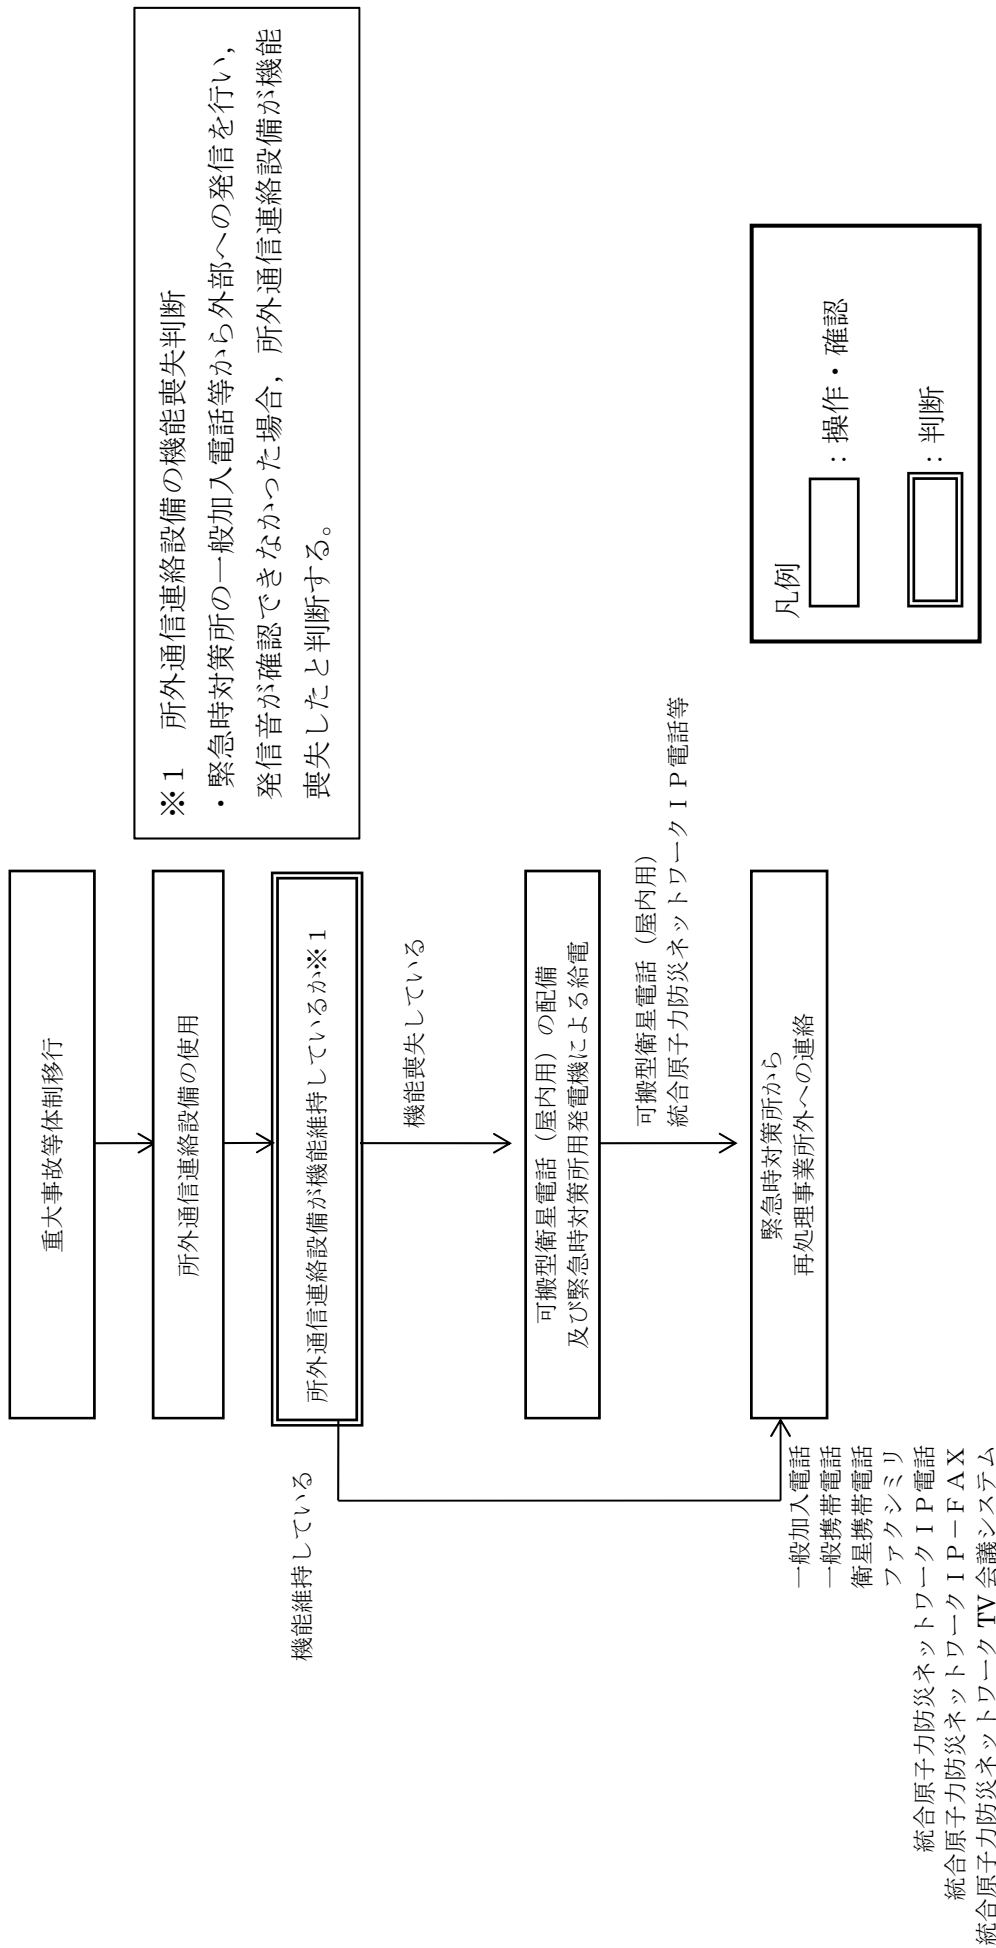 重大事故等体制移行
所外通信連絡設備の使用
所外通信連絡設備が機能維持しているか※１
機能維持している
機能喪失している
可搬型衛星電話（屋内用）の配備
及び緊急時対策所用発電機による給電
可搬型衛星電話（屋内用）
統合原子力防災ネットワークＩＰ電話等
緊急時対策所から
再処理事業所外への連絡
一般加入電話
一般携帯電話
衛星携帯電話
ファクシミリ
統合原子力防災ネットワークＩＰ電話
統合原子力防災ネットワークＩＰ－ＦＡＸ
統合原子力防災ネットワークTV会議システム
※１　所外通信連絡設備の機能喪失判断
・緊急時対策所の一般加入電話等から外部への発信を行い，
発信音が確認できなかった場合，所外通信連絡設備が機能
喪失したと判断する。
凡例
：操作・確認
：判断